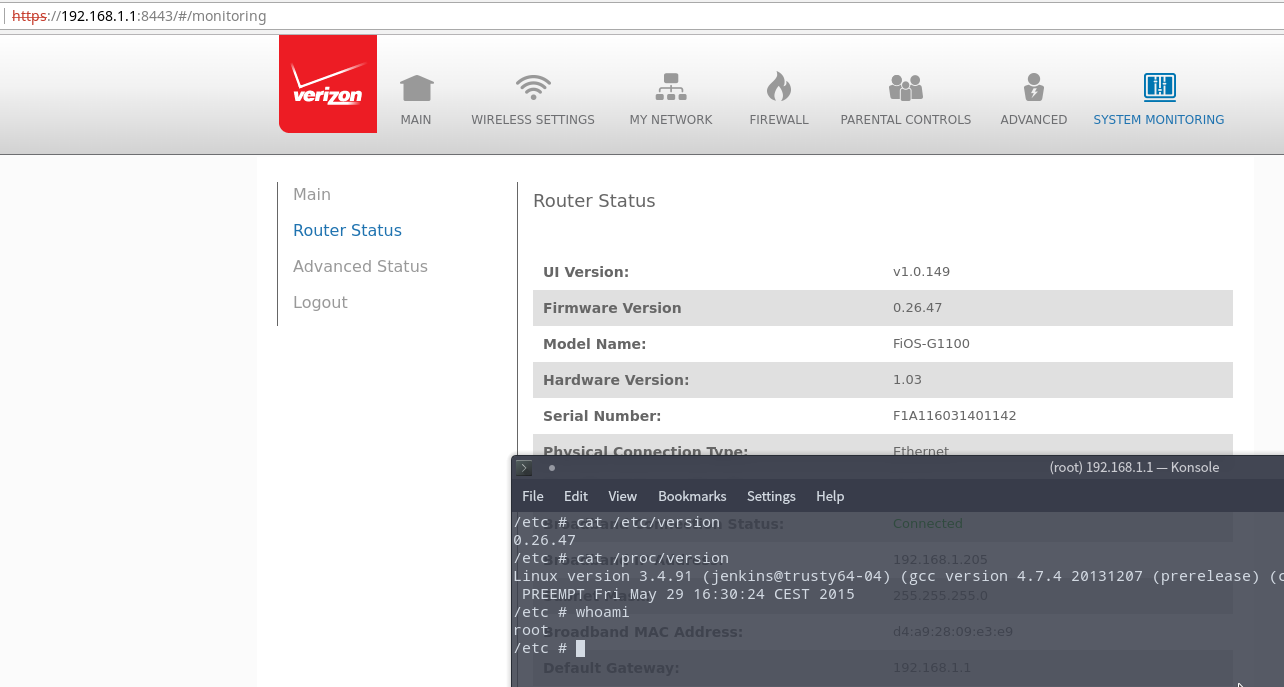 https://192.168.1.1:8443/#/monitoring
verizon
MAIN
WIRELESS SETTINGS
MY NETWORK
FIREWALL
PARENTAL CONTROLS
ADVANCED
SYSTEM MONITORING
Main
Router Status
Advanced Status
Logout
Router Status
UI Version: v1.0.149
Firmware Version 0.26.47
Model Name: FiOS-G1100
Hardware Version: 1.03
Serial Number: F1A116031401142
Physical Connection Type: Ethernet
(root) 192.168.1.1 — Konsole
File Edit View Bookmarks Settings Help
/etc # cat /etc/version
Status: Connected
0.26.47
/etc # cat /proc/version
192.168.1.205
Linux version 3.4.91 (jenkins@trusty64-04) (gcc version 4.7.4 20131207 (prerelease) (c
PREEMPT Fri May 29 16:30:24 CEST 2015
255.255.255.0
/etc # whoami
root
Broadband MAC Address: d4:a9:28:09:e3:e9
/etc #
Default Gateway: 192.168.1.1